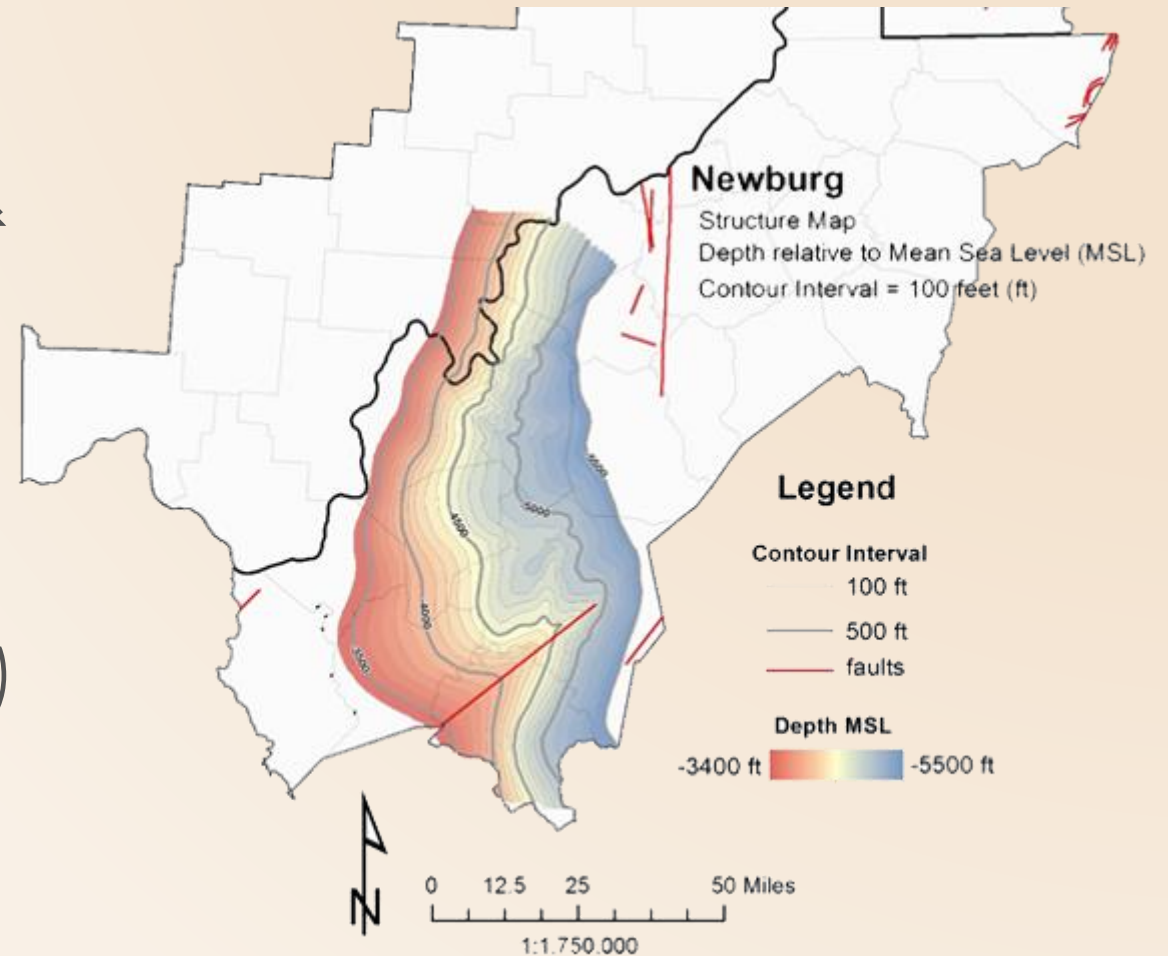 &
)
Newburg
Structure Map
Depth relative to Mean Sea Level (MSL)
Contour Interval = 100 feet (ft)
5500
5000
4500
4000
3500
Legend
Contour Interval
100 ft
500 ft
faults
Depth MSL
-3400 ft -5500 ft
N
0 12.5 25 50 Miles
1:1.750.000